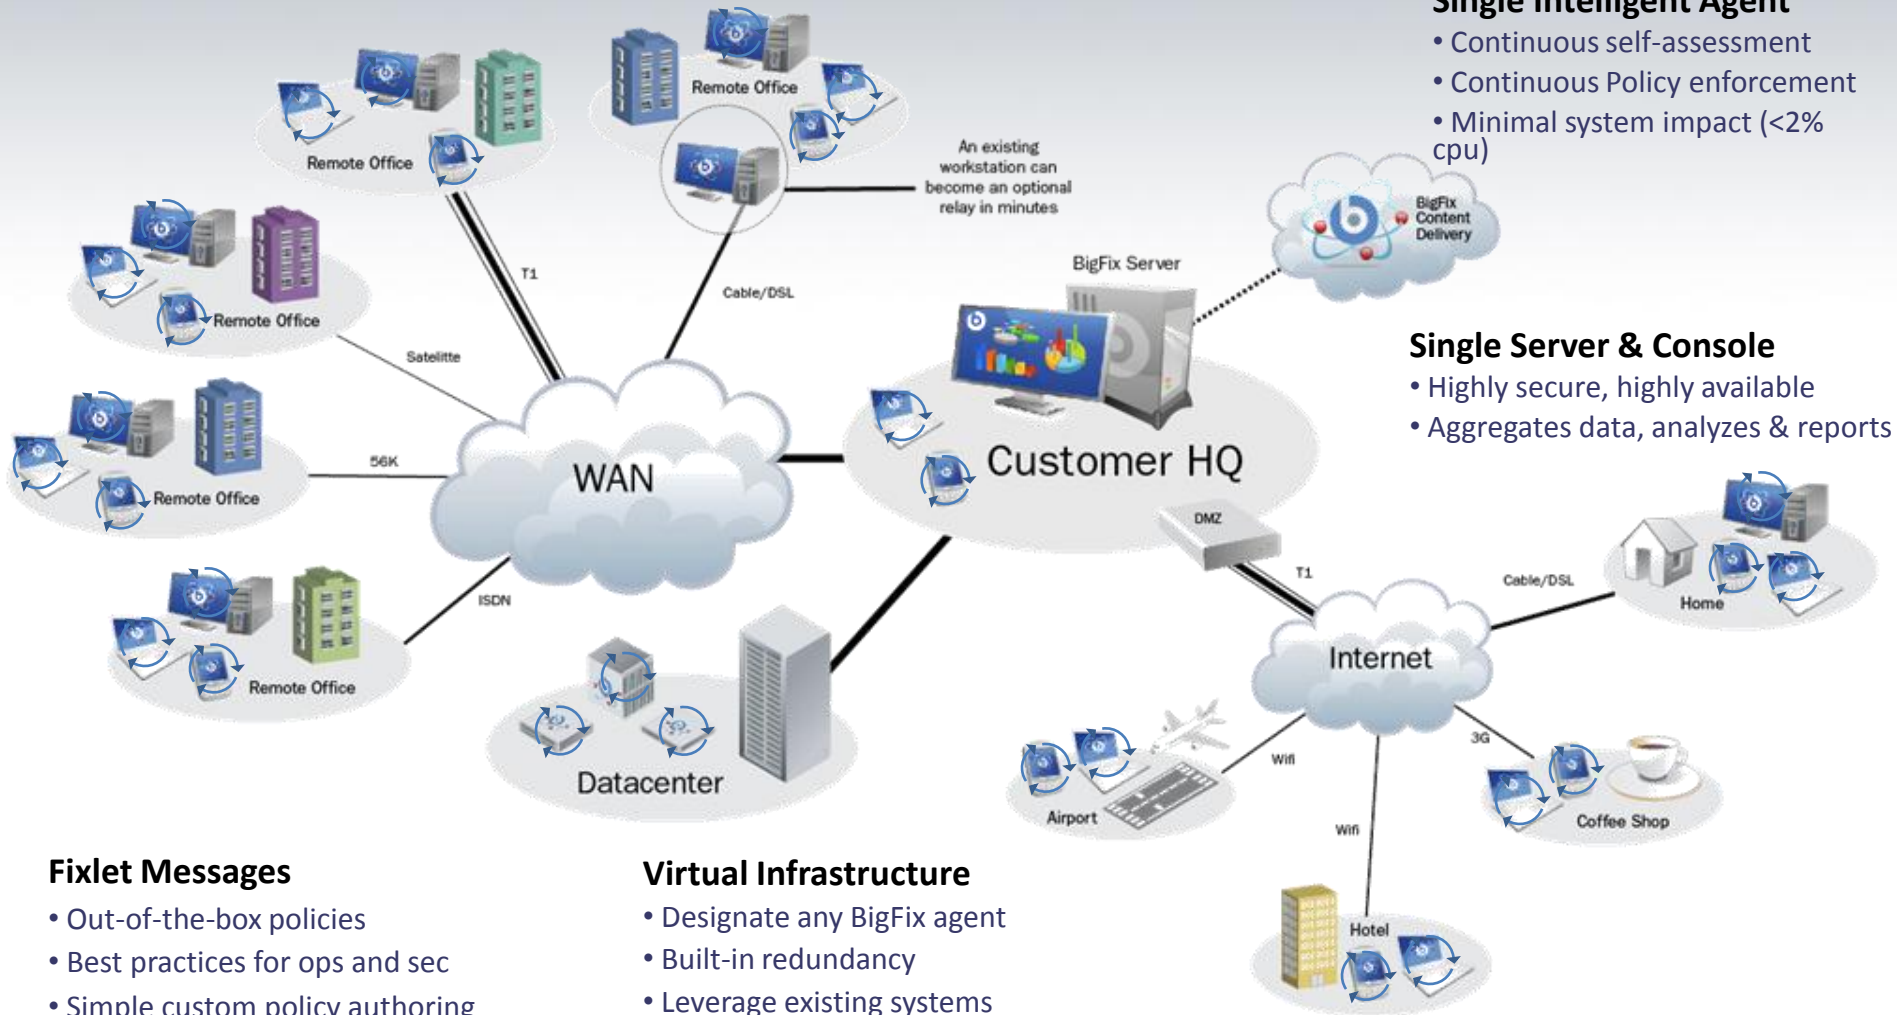 Single Intelligent Agent
• Continuous self-assessment
• Continuous Policy enforcement
• Minimal system impact (<2%
cpu)
Remote Office
Remote Office
An existing
workstation can
become an optional
relay in minutes
BigFix
Content
Delivery
BigFix Server
T1
Cable/DSL
Remote Office
Satelitte
Single Server & Console
• Highly secure, highly available
• Aggregates data, analyzes & reports
WAN
Customer HQ
56K
Remote Office
DMZ
ISDN
T1
Cable/DSL
Home
Internet
Remote Office
Datacenter
Wifi
3G
Airport
Wifi
Coffee Shop
Fixlet Messages
• Out-of-the-box policies
• Best practices for ops and sec
• Simple custom policy authoring
Virtual Infrastructure
• Designate any BigFix agent
• Built-in redundancy
• Leverage existing systems
Hotel